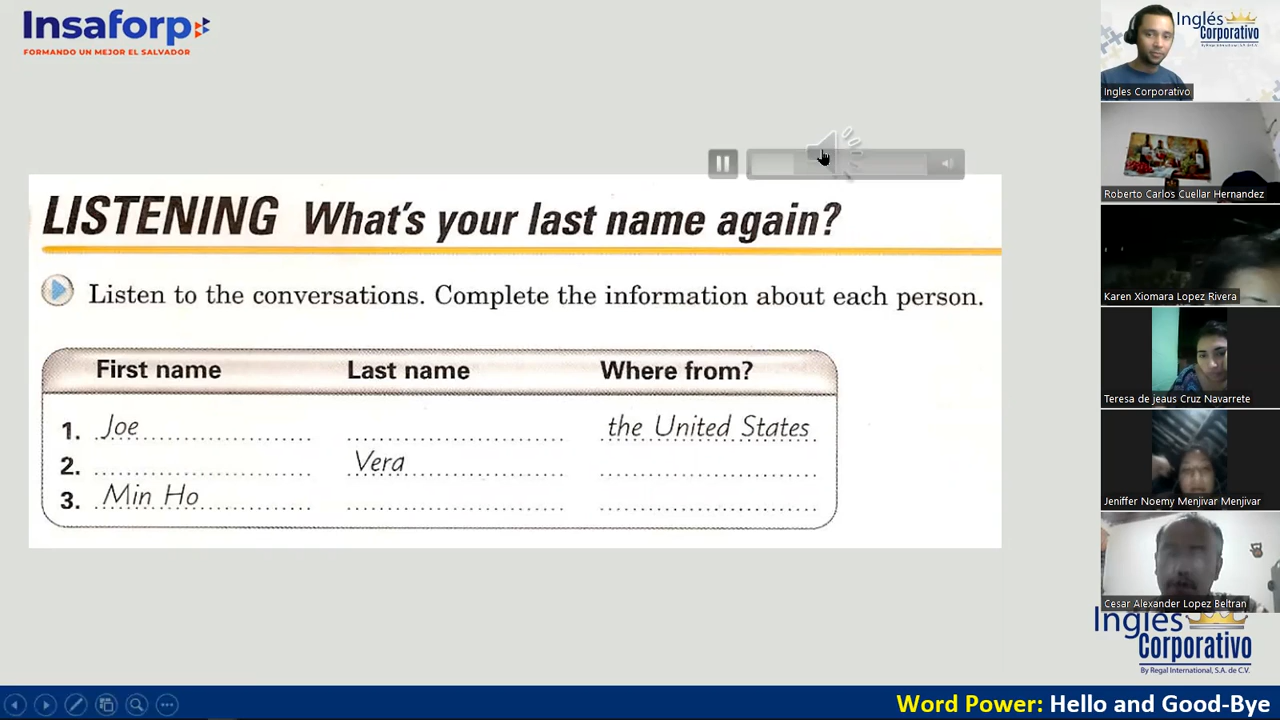 Insaforp
FORMANDO UN MEJOR EL SALVADOR
LISTENING What's your last name again?
Listen to the conversations. Complete the information about each person.
First name Last name Where from?
1. Joe the United States
2. Vera
3. Min Ho
Inglés
Corporativo
Ingles Corporativo
Roberto Carlos Cuellar Hernandez
Karen Xiomara Lopez Rivera
Teresa de jeaus Cruz Navarrete
Jeniffer Noemy Menjivar Menjivar
Cesar Alexander Lopez Beltran
Inglés
Corporativo
By Regal International, S.A. de C.V.
Word Power: Hello and Good-Bye